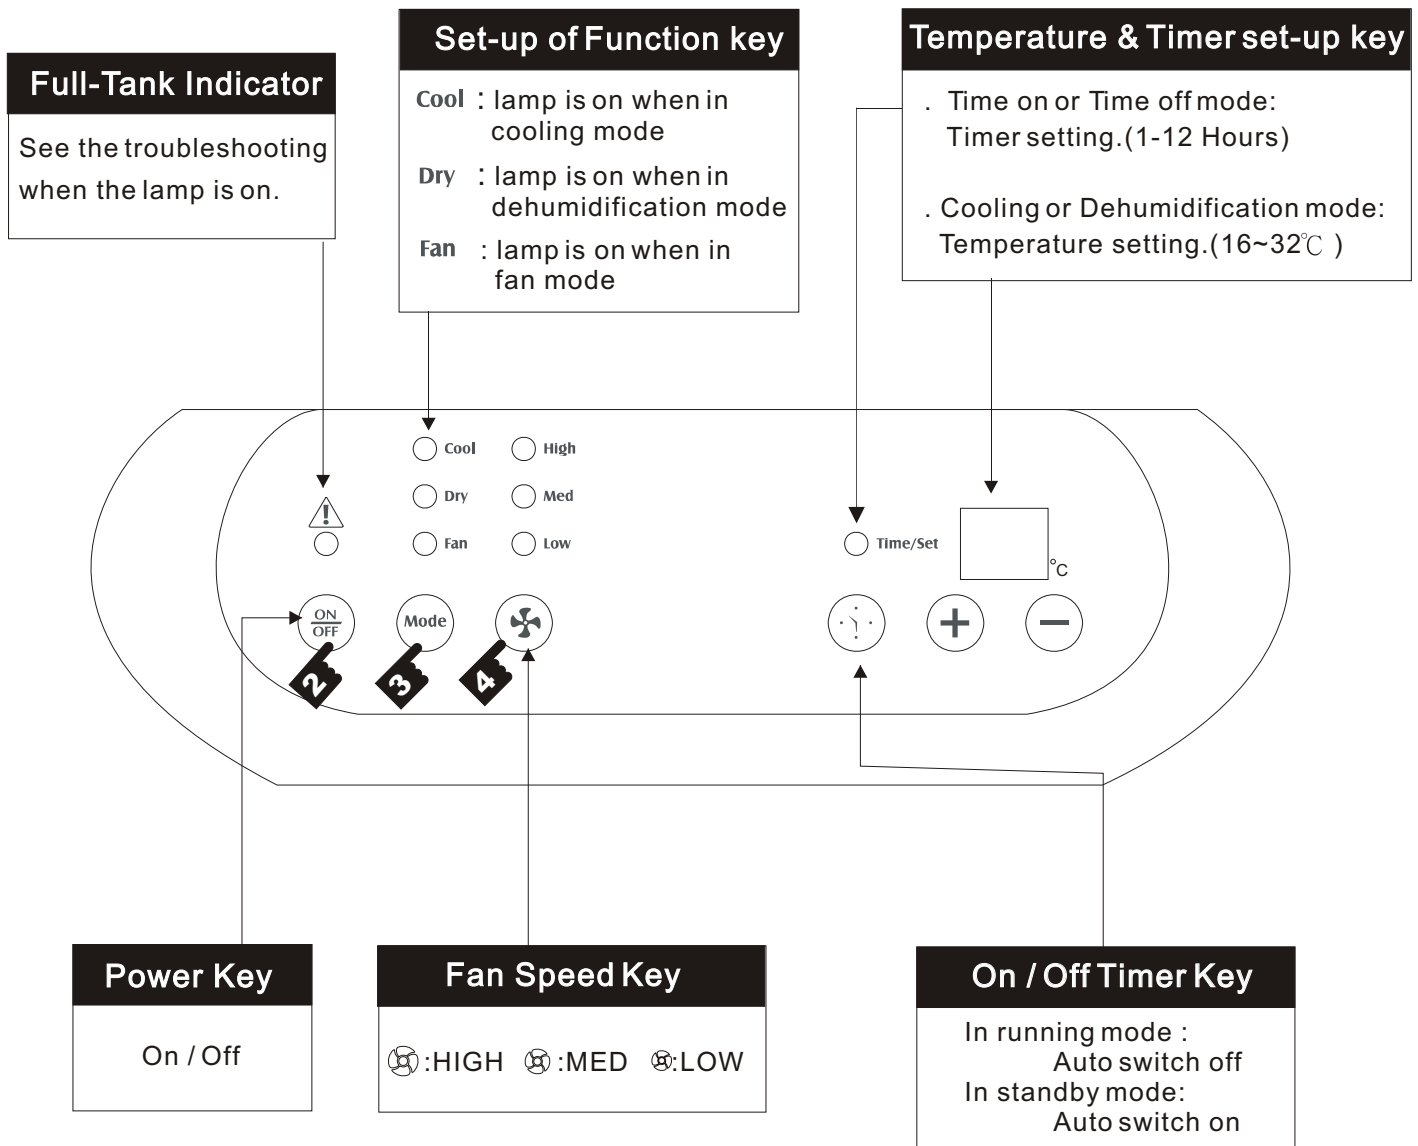 Full-Tank Indicator
See the troubleshooting
when the lamp is on.
Set-up of Function key
Cool : lamp is on when in
cooling mode
Dry : lamp is on when in
dehumidification mode
Fan : lamp is on when in
fan mode
Temperature & Timer set-up key
. Time on or Time off mode:
Timer setting.(1-12 Hours)
. Cooling or Dehumidification mode:
Temperature setting.(16~32℃ )
Cool High
Dry Med
Fan Low
Time/Set
°C
ON
OFF
Mode
2
3
4
Power Key
On / Off
Fan Speed Key
:HIGH :MED :LOW
On / Off Timer Key
In running mode :
Auto switch off
In standby mode:
Auto switch on